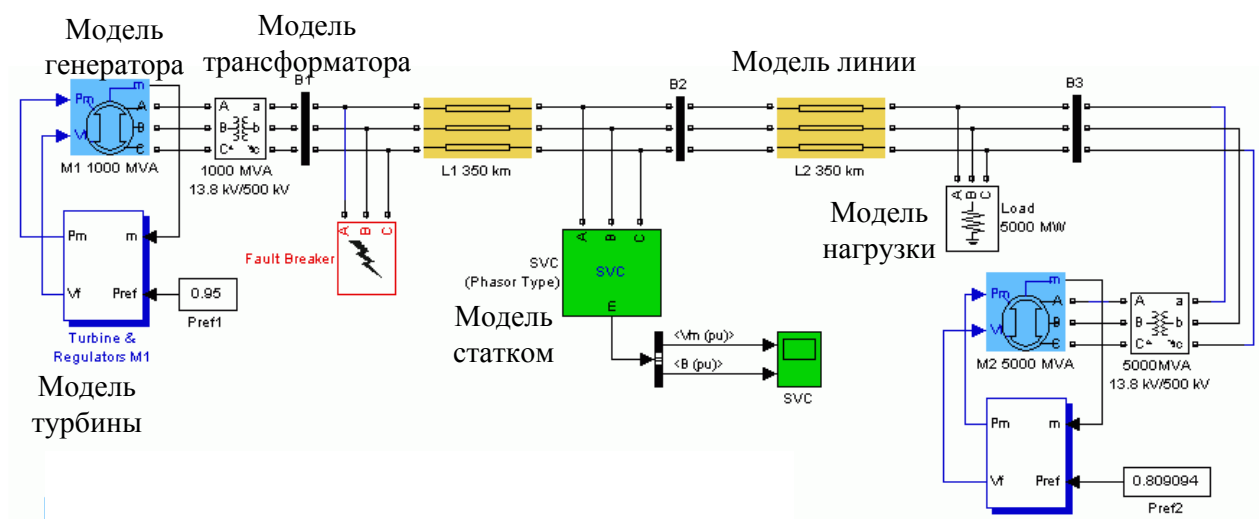 Модель
генератора
Модель
трансформатора
Модель линии
B1
B2
B3
m
Pm
Vf
A
B
C
M1 1000 MVA
A
B
C
a
b
c
1000 MVA
13.8 kV/500 kV
L1 350 km
L2 350 km
A
B
C
Fault Breaker
A
B
C
SVC
m
SVC
(Phasor Type)
A
B
C
Load
5000 MW
Модель
нагрузки
Pm
m
Vf
Pref
0.95
Pref1
Turbine &
Regulators M1
Модель
турбины
Модель
статком
<Vm (pu)>
<B (pu)>
SVC
m
Pm
Vf
A
B
C
M2 5000 MVA
A
B
C
a
b
c
5000MVA
13.8 kV/500 kV
Pm
m
Vf
Pref
0.809094
Pref2